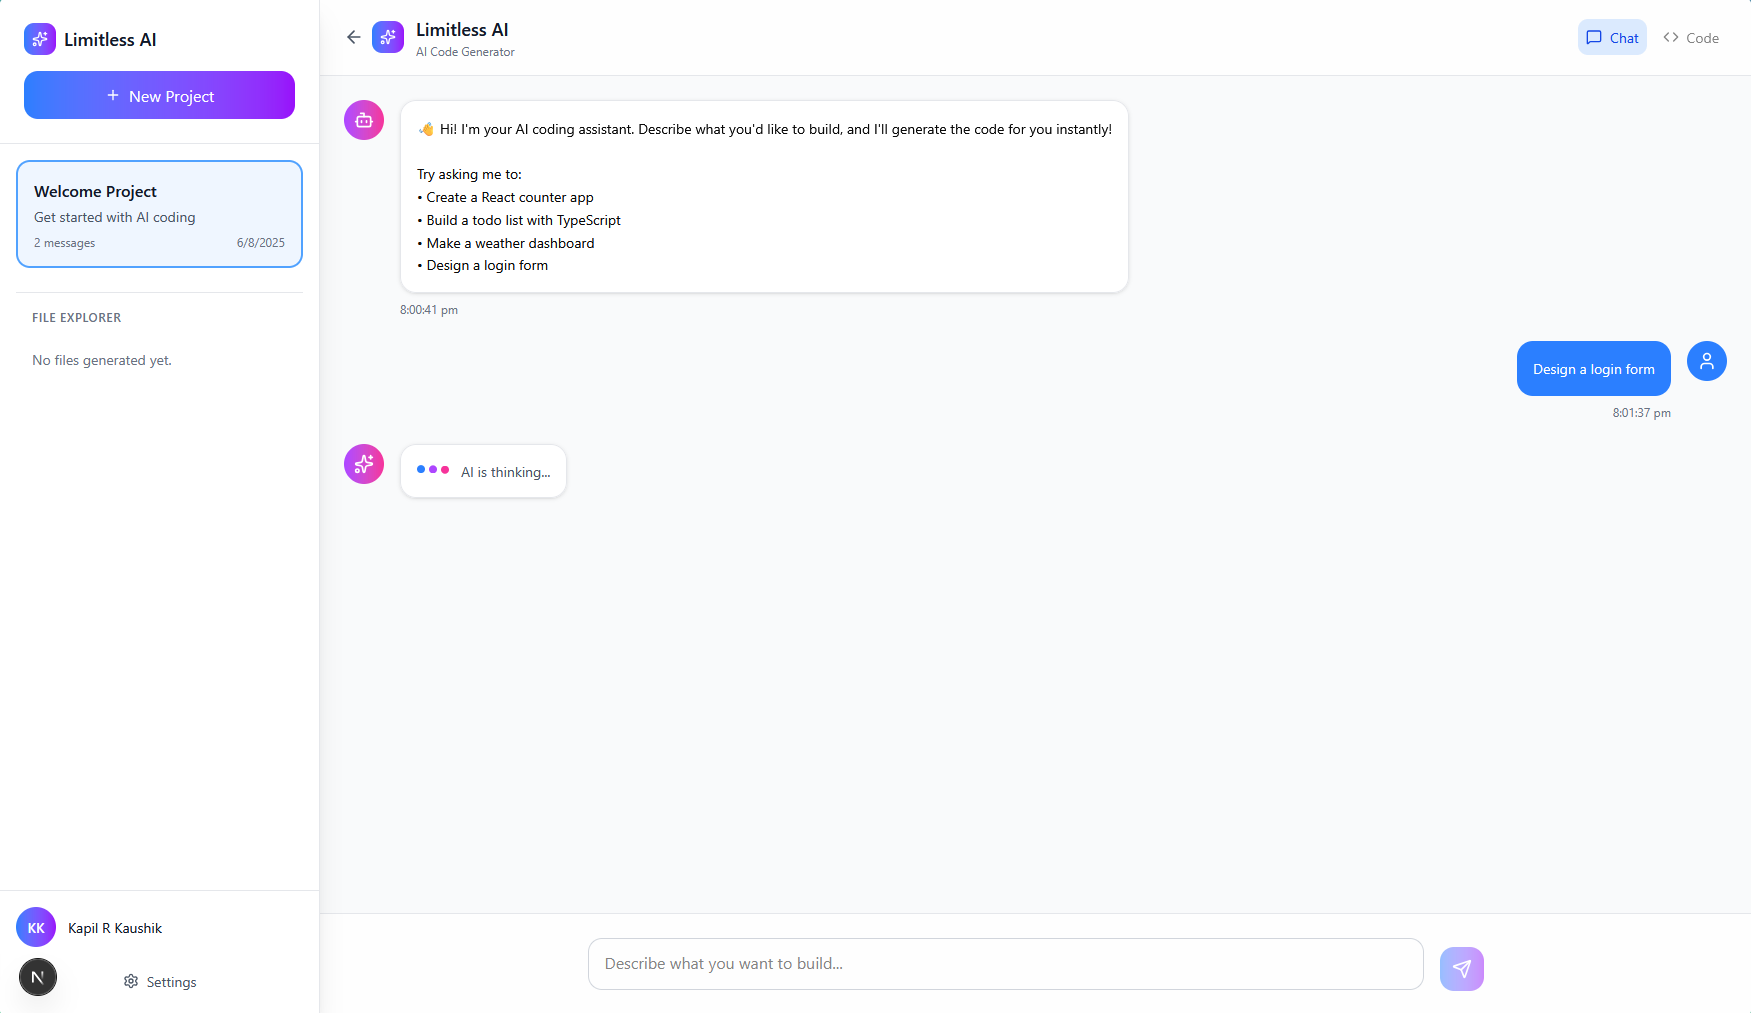 Limitless AI
+ New Project
Welcome Project
Get started with AI coding
2 messages 6/8/2025
FILE EXPLORER
No files generated yet.
KK Kapil R Kaushik
N Settings
Limitless AI
AI Code Generator
Chat <> Code
👋 Hi! I'm your AI coding assistant. Describe what you'd like to build, and I'll generate the code for you instantly!
Try asking me to:
• Create a React counter app
• Build a todo list with TypeScript
• Make a weather dashboard
• Design a login form
8:00:41 pm
Design a login form
8:01:37 pm
AI is thinking...
Describe what you want to build...